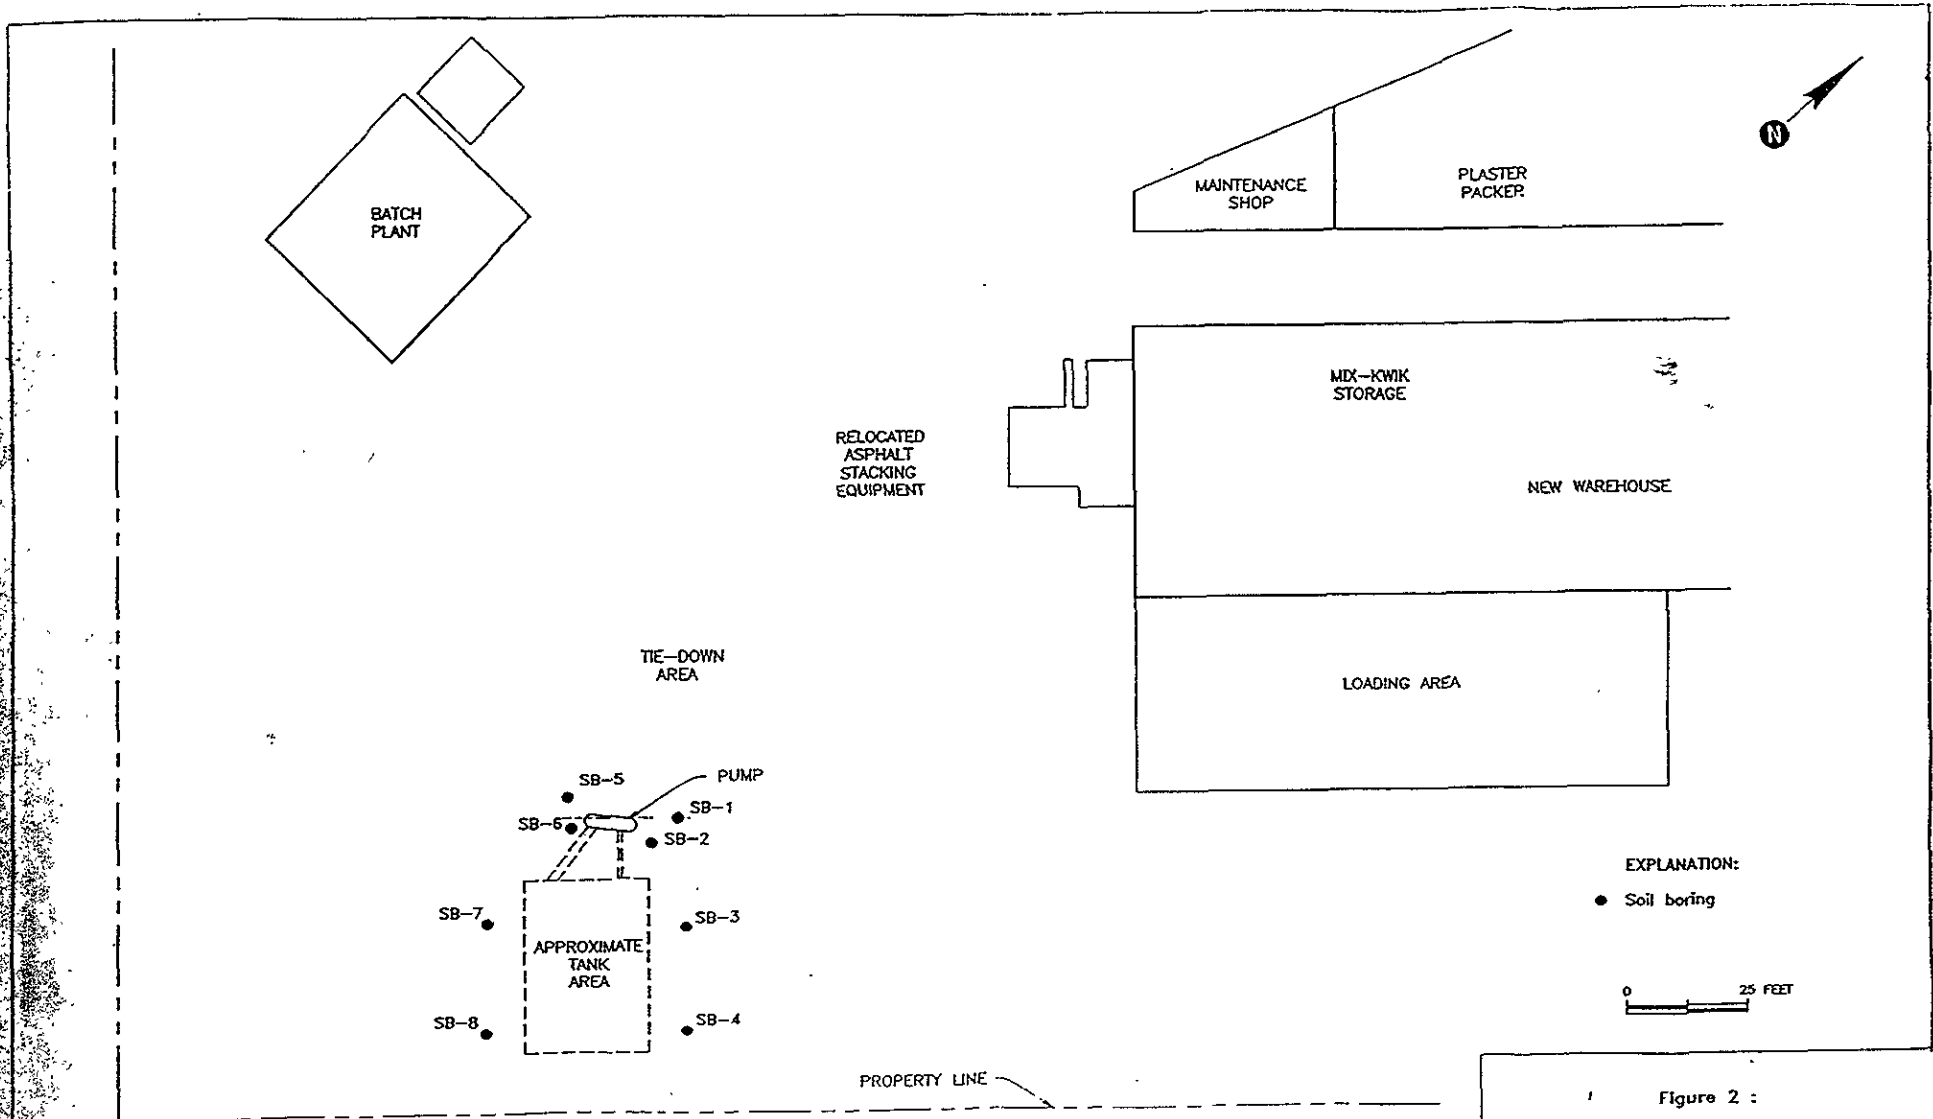 N
BATCH
PLANT
MAINTENANCE
SHOP
PLASTER
PACKER
MIX-KWIK
STORAGE
RELOCATED
ASPHALT
STACKING
EQUIPMENT
NEW WAREHOUSE
TIE-DOWN
AREA
LOADING AREA
SB-5
PUMP
SB-1
SB-6
SB-2
EXPLANATION:
Soil boring
SB-7
SB-3
APPROXIMATE
TANK
AREA
0 25 FEET
SB-8
SB-4
PROPERTY LINE
Figure 2 :